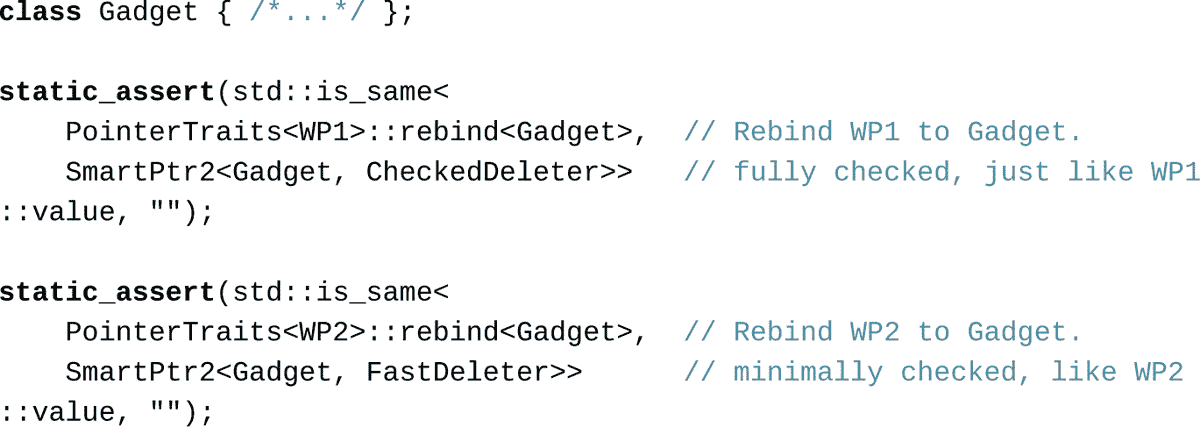 class Gadget { /*...*/ };
static_assert(std::is_same<
PointerTraits<WP1>::rebind<Gadget>,  // Rebind WP1 to Gadget.
SmartPtr2<Gadget, CheckedDeleter>>   // fully checked, just like WP1
::value, "");
static_assert(std::is_same<
PointerTraits<WP2>::rebind<Gadget>,  // Rebind WP2 to Gadget.
SmartPtr2<Gadget, FastDeleter>>      // minimally checked, like WP2
::value, "");